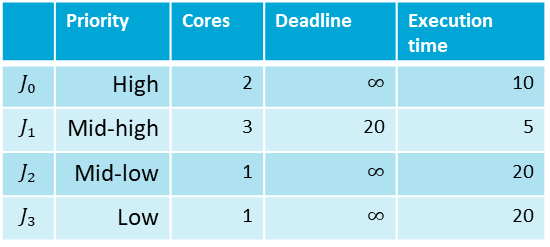 Priority Cores Deadline Execution time
J₀ High 2 ∞ 10
J₁ Mid-high 3 20 5
J₂ Mid-low 1 ∞ 20
J₃ Low 1 ∞ 20